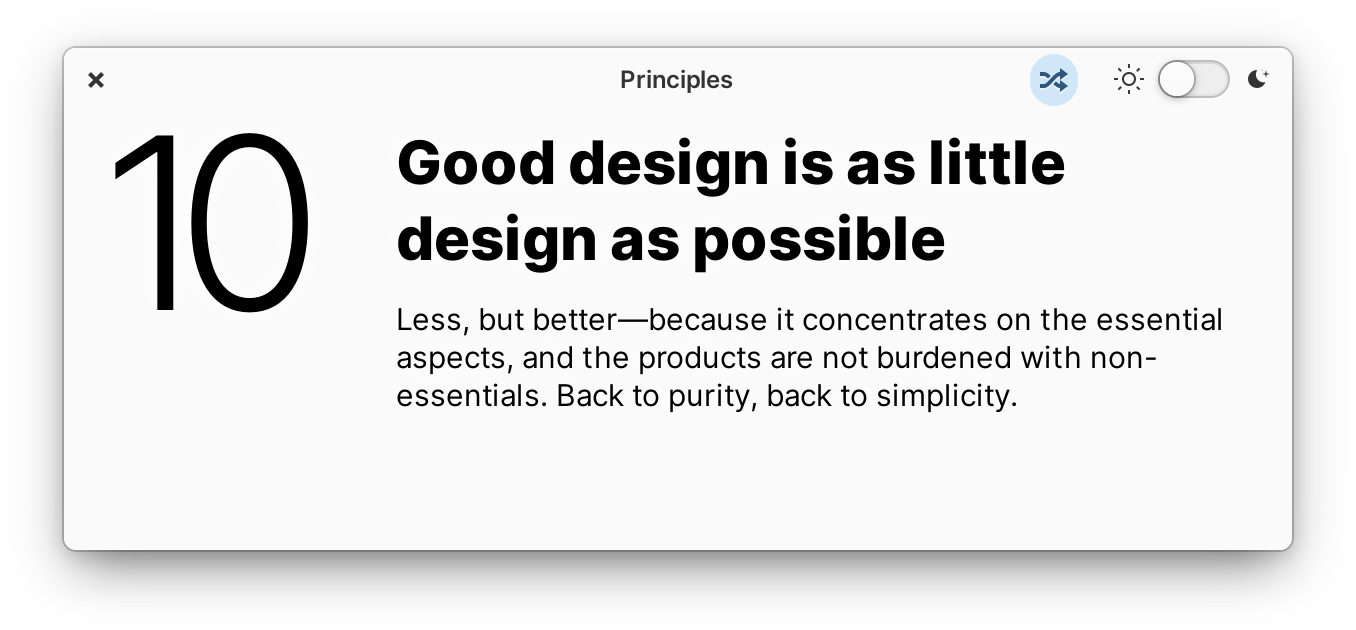 Principles
10
Good design is as little
design as possible
Less, but better—because it concentrates on the essential
aspects, and the products are not burdened with non-
essentials. Back to purity, back to simplicity.